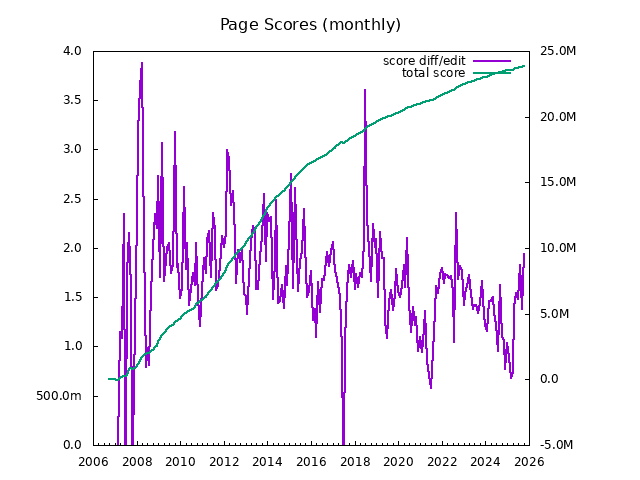 Page Scores (monthly)
4.0
3.5
3.0
2.5
2.0
1.5
1.0
500.0m
0.0
25.0M
20.0M
15.0M
10.0M
5.0M
0.0
-5.0M
score diff/edit
total score
2006 2008 2010 2012 2014 2016 2018 2020 2022 2024 2026